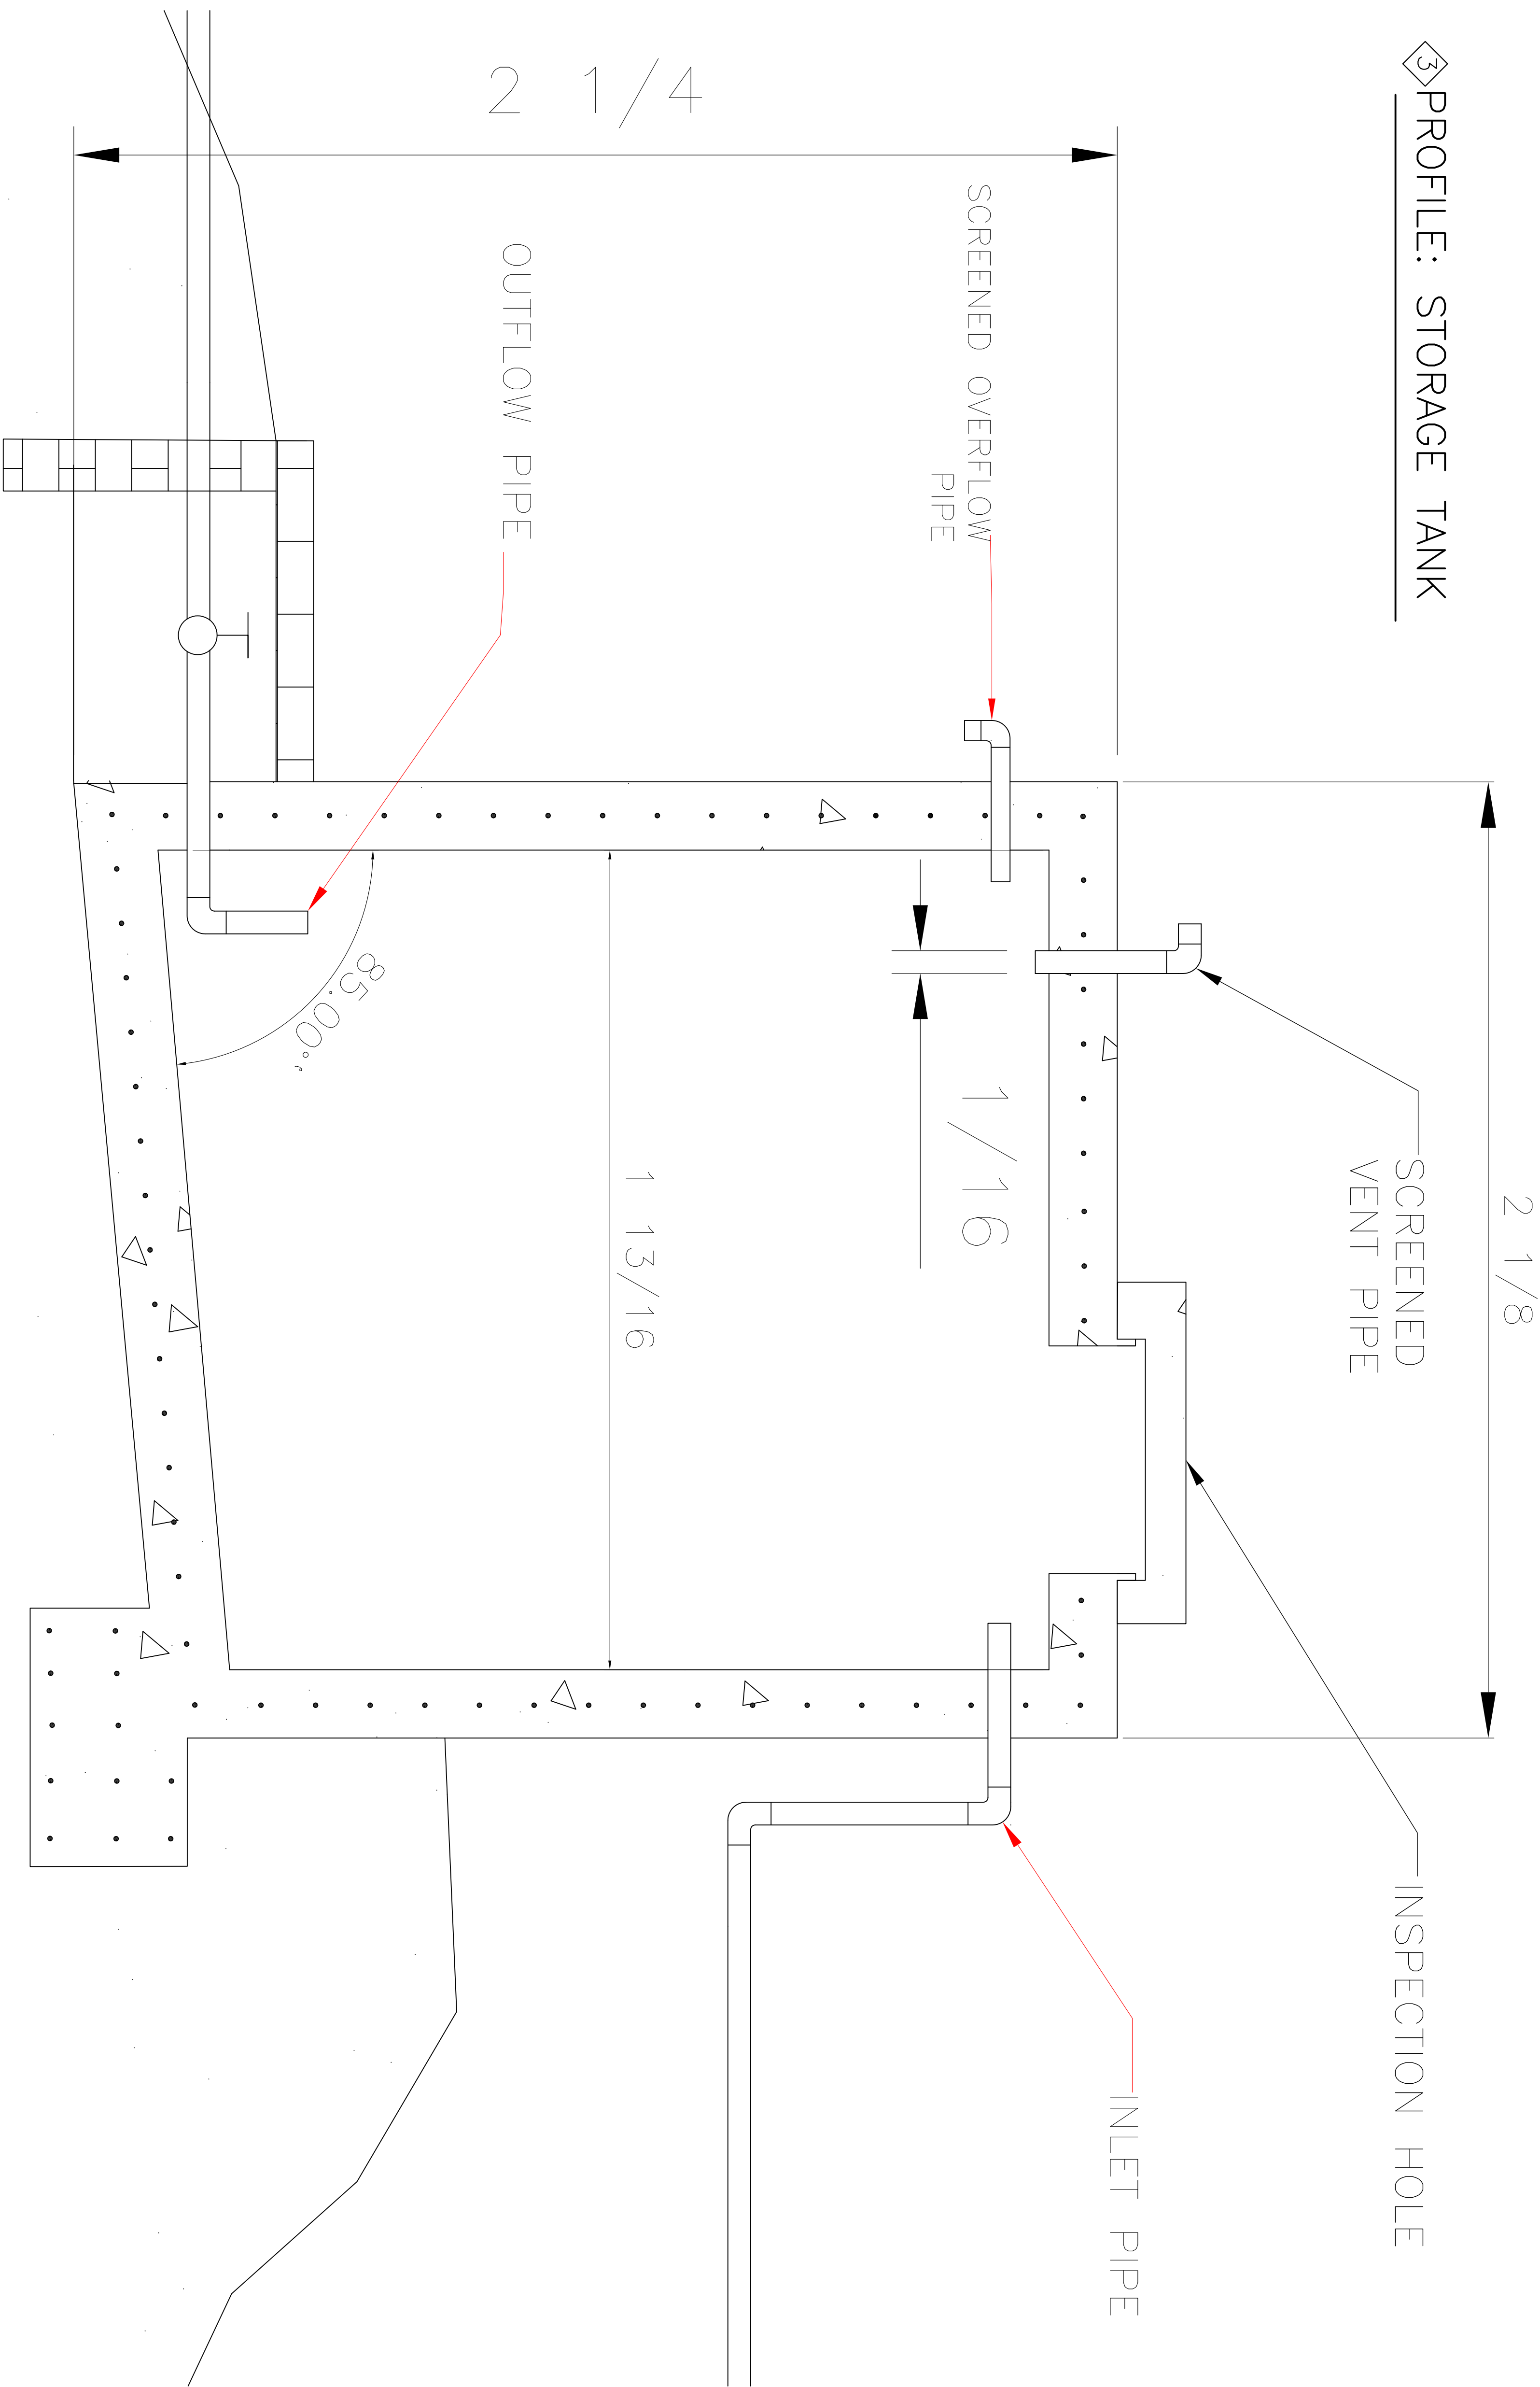 3
PROFILE: STORAGE TANK
2 1/8
SCREENED
VENT PIPE
INSPECTION HOLE
INLET PIPE
SCREENED OVERFLOW
PIPE
1/16
2 1/4
1 13/16
OUTFLOW PIPE
85.00°